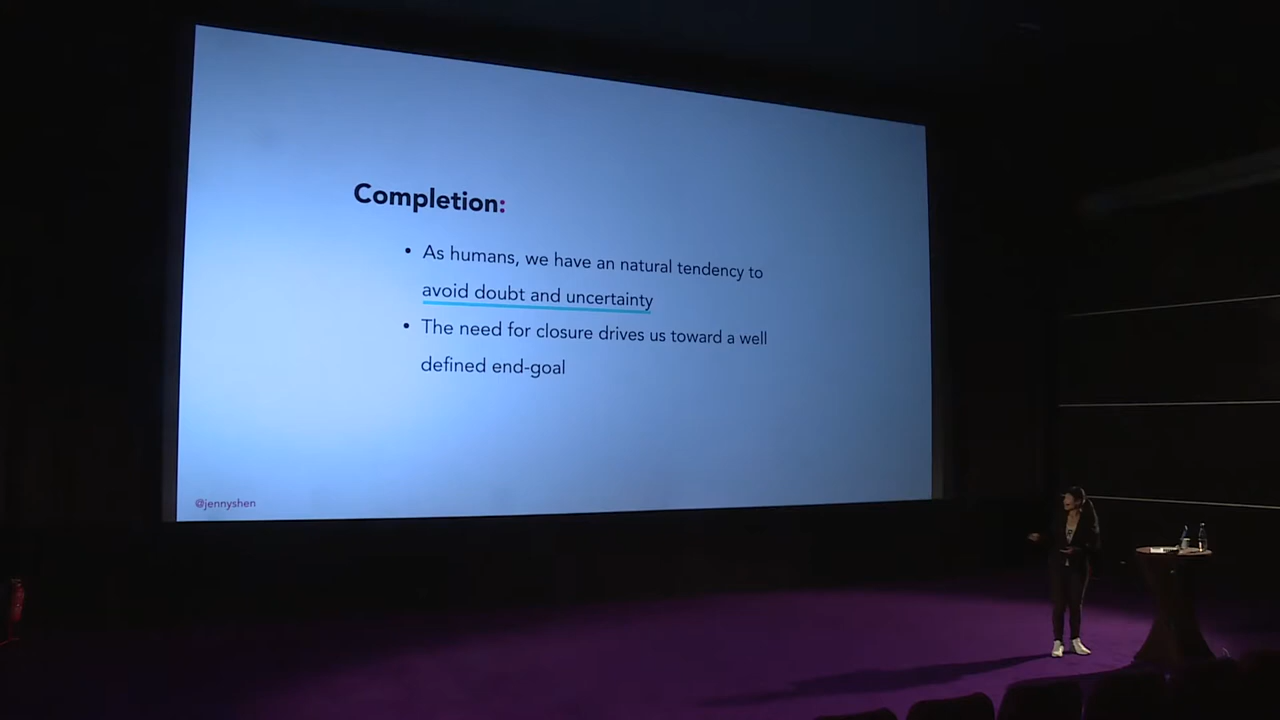 Completion:
• As humans, we have an natural tendency to
avoid doubt and uncertainty
• The need for closure drives us toward a well
defined end-goal
@jennyshen